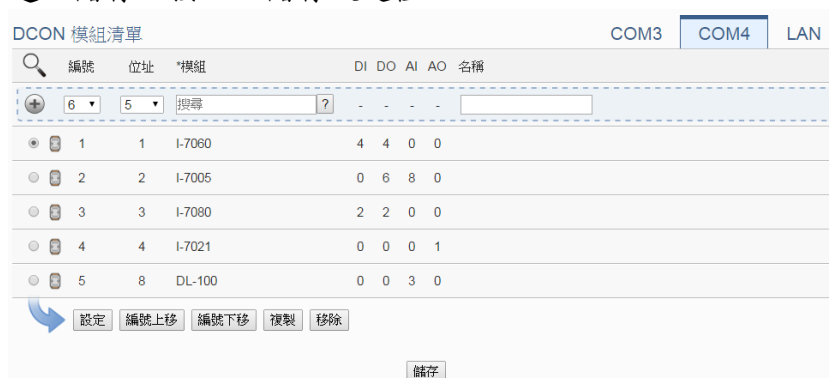 DCON 模組清單 COM3 COM4 LAN
編號 位址 *模組 DI DO AI AO 名稱
6 5 搜尋 ? - - - -
1 1 I-7060 4 4 0 0
2 2 I-7005 0 6 8 0
3 3 I-7080 2 2 0 0
4 4 I-7021 0 0 0 1
5 8 DL-100 0 0 3 0
設定 編號上移 編號下移 複製 移除
儲存